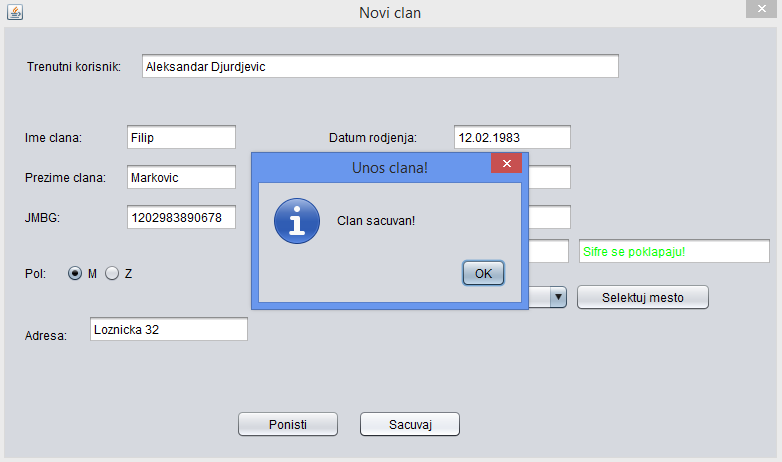 Novi clan
Trenutni korisnik: Aleksandar Djurdjevic
Ime clana: Filip Datum rodjenja: 12.02.1983
Unos clana!
Prezime clana: Markovic
JMBG: 1202983890678
Clan sacuvan!
Sifre se poklapaju!
Pol: M Z
OK
Selektuj mesto
Adresa: Loznicka 32
Ponisti Sacuvaj